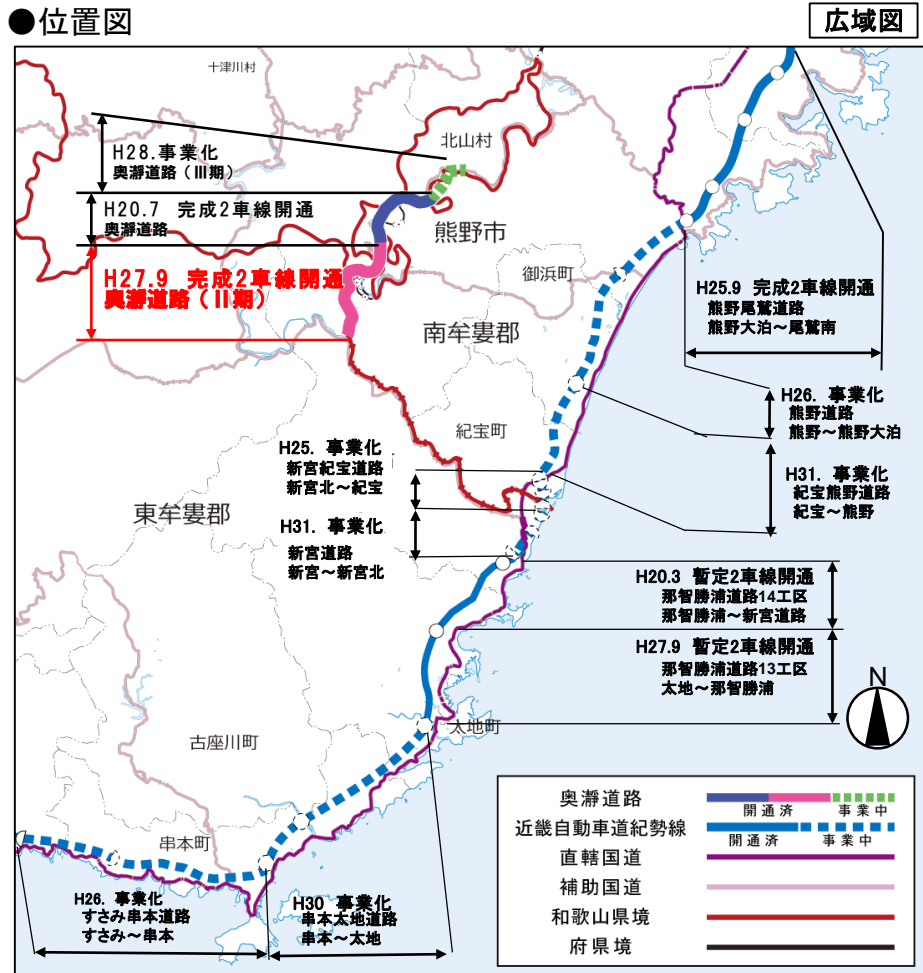 ●位置図
広域図
十津川村
北山村
H28.事業化
奥瀞道路(Ⅲ期)
H20.7 完成2車線開通
奥瀞道路
熊野市
御浜町
H27.9 完成2車線開通
奥瀞道路(Ⅱ期)
H25.9 完成2車線開通
熊野尾鷲道路
熊野大泊~尾鷲南
南牟婁郡
H26. 事業化
熊野道路
熊野~熊野大泊
紀宝町
H25. 事業化
新宮紀宝道路
新宮北~紀宝
H31. 事業化
紀宝熊野道路
紀宝~熊野
東牟婁郡
H31. 事業化
新宮道路
新宮~新宮北
H20.3 暫定2車線開通
那智勝浦道路14工区
那智勝浦~新宮道路
H27.9 暫定2車線開通
那智勝浦道路13工区
太地~那智勝浦
N
太地町
古座川町
串本町
H26. 事業化
すさみ串本道路
すさみ~串本
H30 事業化
串本太地道路
串本~太地
奥瀞道路
開通済 事業中
近畿自動車道紀勢線
開通済 事業中
直轄国道
補助国道
和歌山県境
府県境